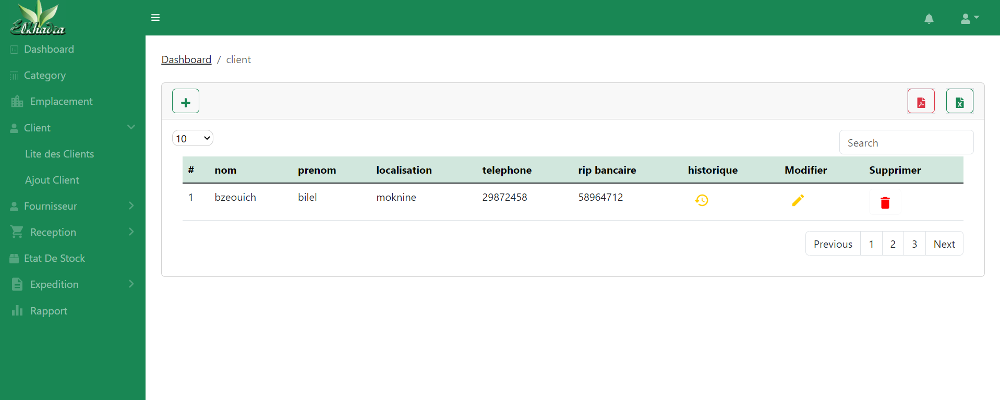 Elkhadra
Dashboard
Category
Emplacement
Client
Lite des Clients
Ajout Client
Fournisseur
Reception
Etat De Stock
Expedition
Rapport
Dashboard / client
10
Search
# nom prenom localisation telephone rip bancaire historique Modifier Supprimer
1 bzeouich bilel moknine 29872458 58964712
Previous 1 2 3 Next